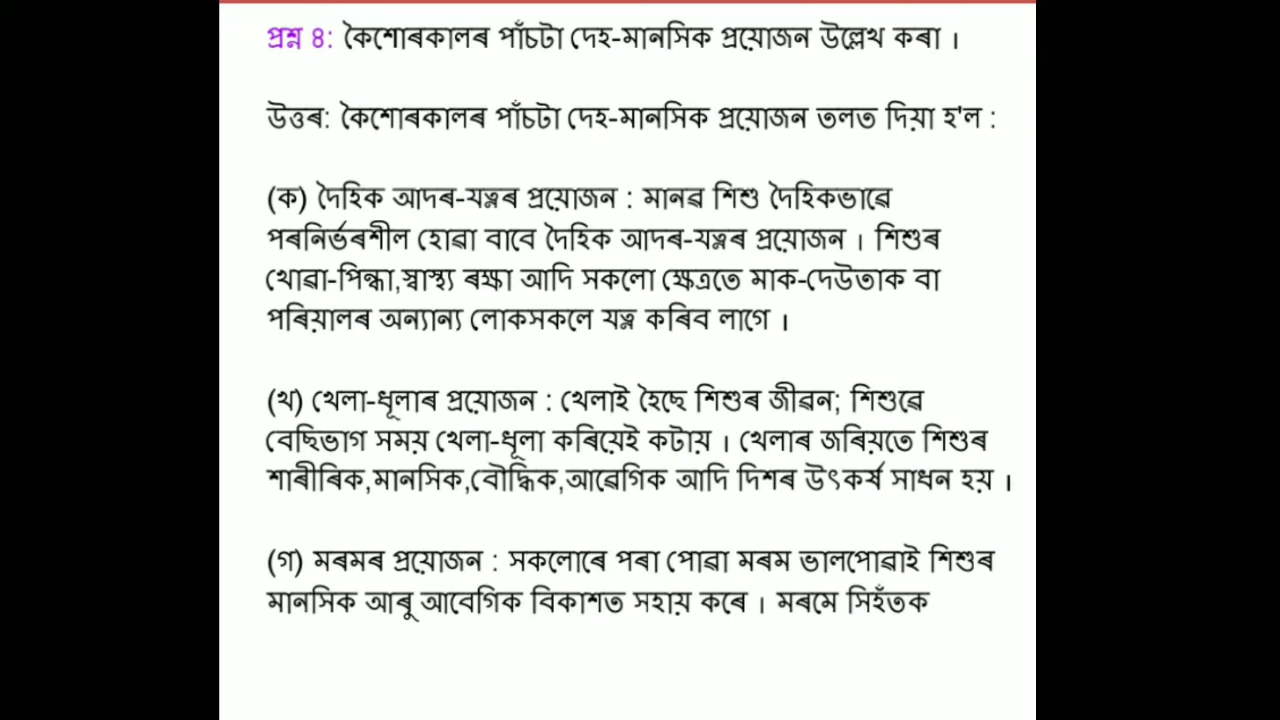 প্ৰশ্ন ৪: কৈশোৰকালৰ পাঁচটা দেহ-মানসিক প্ৰয়োজন উল্লেখ কৰা ।
উত্তৰ: কৈশোৰকালৰ পাঁচটা দেহ-মানসিক প্ৰয়োজন তলত দিয়া হ'ল :
(ক) দৈহিক আদৰ-যত্নৰ প্ৰয়োজন : মানৱ শিশু দৈহিকভাৱে
পৰনিৰ্ভৰশীল হোৱা বাবে দৈহিক আদৰ-যত্নৰ প্ৰয়োজন । শিশুৰ
খোৱা-পিন্ধা,স্বাস্থ্য ৰক্ষা আদি সকলো ক্ষেত্ৰতে মাক-দেউতাক বা
পৰিয়ালৰ অন্যান্য লোকসকলে যত্ন কৰিব লাগে ।
(খ) খেলা-ধূলাৰ প্ৰয়োজন : খেলাই হৈছে শিশুৰ জীৱন; শিশুৱে
বেছিভাগ সময় খেলা-ধূলা কৰিয়েই কটায় । খেলাৰ জৰিয়তে শিশুৰ
শাৰীৰিক,মানসিক,বৌদ্ধিক,আৱেগিক আদি দিশৰ উৎকৰ্ষ সাধন হয় ।
(গ) মৰমৰ প্ৰয়োজন : সকলোৰে পৰা পোৱা মৰম ভালপোৱাই শিশুৰ
মানসিক আৰু আবেগিক বিকাশত সহায় কৰে । মৰমে সিহঁতক